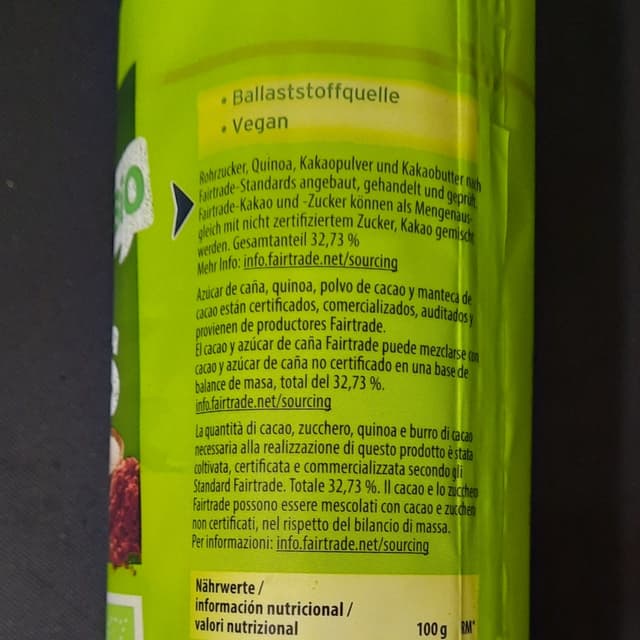 • Ballaststoffquelle
• Vegan
Bio
Rohrzucker, Quinoa, Kakaopulver und Kakaobutter nach
Fairtrade-Standards angebaut, gehandelt und geprüft.
Fairtrade-Kakao und -Zucker können als Mengenaus-
gleich mit nicht zertifiziertem Zucker, Kakao gemischt
werden. Gesamtanteil 32,73 %
Mehr Info: info.fairtrade.net/sourcing
Azúcar de caña, quinoa, polvo de cacao y manteca de
cacao están certificados, comercializados, auditados y
provienen de productores Fairtrade.
El cacao y azúcar de caña Fairtrade puede mezclarse con
cacao y azúcar de caña no certificado en una base de
balance de masa, total del 32,73 %.
info.fairtrade.net/sourcing
La quantità di cacao, zucchero, quinoa e burro di cacao
necessaria alla realizzazione di questo prodotto è stata
coltivata, certificata e commercializzata secondo gli
Standard Fairtrade. Totale 32,73 %. Il cacao e lo zucchero
Fairtrade possono essere mescolati con cacao e zucchero
non certificati, nel rispetto del bilancio di massa.
Per informazioni: info.fairtrade.net/sourcing
Nährwerte /
información nutricional /
valori nutrizional 100 g RM*